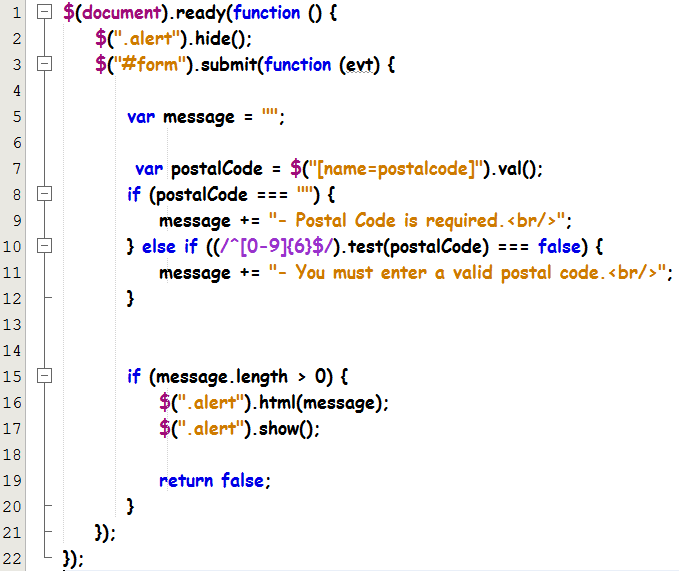 1 $(document).ready(function () {
2 $(".alert").hide();
3 $("#form").submit(function (evt) {
4
5 var message = "";
6
7 var postalCode = $("[name=postalcode]").val();
8 if (postalCode === "") {
9 message += "- Postal Code is required.<br/>";
10 } else if ((/^[0-9]{6}$/).test(postalCode) === false) {
11 message += "- You must enter a valid postal code.<br/>";
12 }
13
14
15 if (message.length > 0) {
16 $(".alert").html(message);
17 $(".alert").show();
18
19 return false;
20 }
21 });
22 });